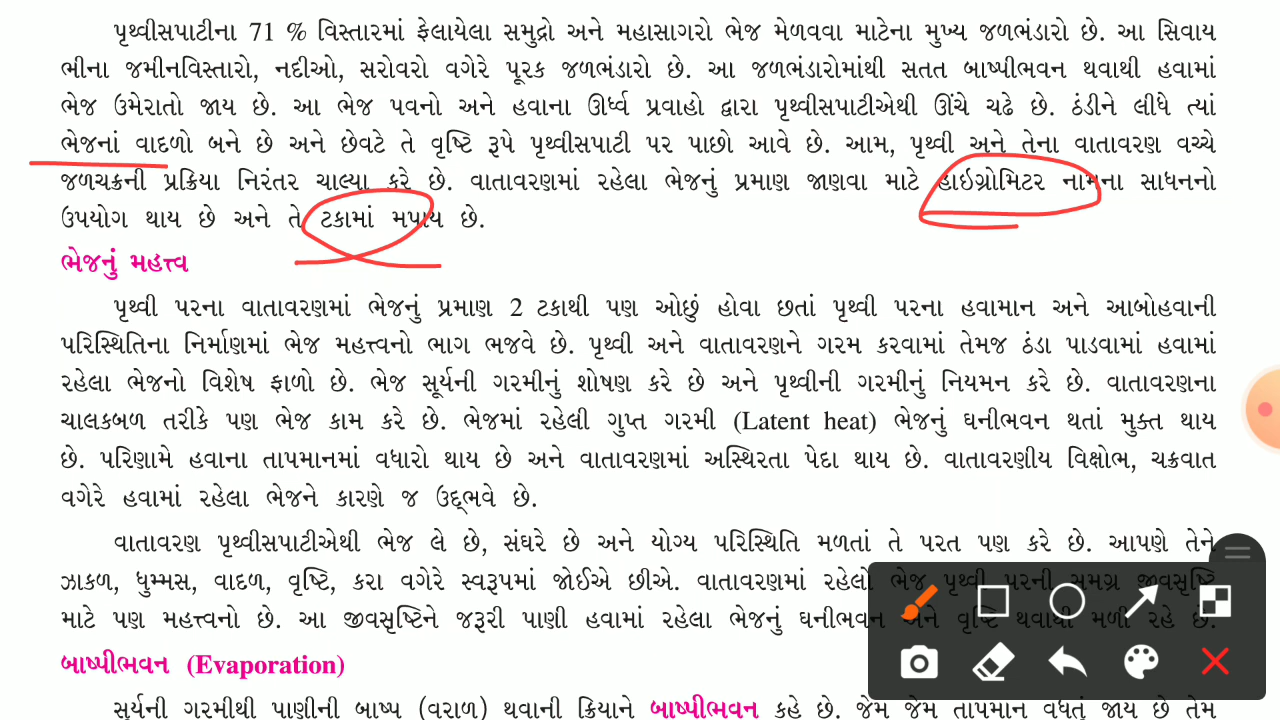 પૃથ્વીસપાટીના 71 % વિસ્તારમાં ફેલાયેલા સમુદ્રો અને મહાસાગરો ભેજ મેળવવા માટેના મુખ્ય જળભંડારો છે. આ સિવાય
ભીના જમીનવિસ્તારો, નદીઓ, સરોવરો વગેરે પૂરક જળભંડારો છે. આ જળભંડારોમાંથી સતત બાષ્પીભવન થવાથી હવામાં
ભેજ ઉમેરાતો જાય છે. આ ભેજ પવનો અને હવાના ઊર્ધ્વ પ્રવાહો દ્વારા પૃથ્વીસપાટીએથી ઊંચે ચઢે છે. ઠંડીને લીધે ત્યાં
ભેજનાં વાદળો બને છે અને છેવટે તે વૃષ્ટિ રૂપે પૃથ્વીસપાટી પર પાછો આવે છે. આમ, પૃથ્વી અને તેના વાતાવરણ વચ્ચે
જળચક્રની પ્રક્રિયા નિરંતર ચાલ્યા કરે છે. વાતાવરણમાં રહેલા ભેજનું પ્રમાણ જાણવા માટે હાઇગ્રોમિટર નામના સાધનનો
ઉપયોગ થાય છે અને તે ટકામાં મપાય છે.
ભેજનું મહત્ત્વ
પૃથ્વી પરના વાતાવરણમાં ભેજનું પ્રમાણ 2 ટકાથી પણ ઓછું હોવા છતાં પૃથ્વી પરના હવામાન અને આબોહવાની
પરિસ્થિતિના નિર્માણમાં ભેજ મહત્ત્વનો ભાગ ભજવે છે. પૃથ્વી અને વાતાવરણને ગરમ કરવામાં તેમજ ઠંડા પાડવામાં હવામાં
રહેલા ભેજનો વિશેષ ફાળો છે. ભેજ સૂર્યની ગરમીનું શોષણ કરે છે અને પૃથ્વીની ગરમીનું નિયમન કરે છે. વાતાવરણના
ચાલકબળ તરીકે પણ ભેજ કામ કરે છે. ભેજમાં રહેલી ગુપ્ત ગરમી (Latent heat) ભેજનું ઘનીભવન થતાં મુક્ત થાય
છે. પરિણામે હવાના તાપમાનમાં વધારો થાય છે અને વાતાવરણમાં અસ્થિરતા પેદા થાય છે. વાતાવરણીય વિક્ષોભ, ચક્રવાત
વગેરે હવામાં રહેલા ભેજને કારણે જ ઉદ્ભવે છે.
વાતાવરણ પૃથ્વીસપાટીએથી ભેજ લે છે, સંઘરે છે અને યોગ્ય પરિસ્થિતિ મળતાં તે પરત પણ કરે છે. આપણે તેને
ઝાકળ, ધુમ્મસ, વાદળ, વૃષ્ટિ, કરા વગેરે સ્વરૂપમાં જોઈએ છીએ. વાતાવરણમાં રહેલો ભેજ પૃથ્વી પરની સમગ્ર જીવસૃષ્ટિ
માટે પણ મહત્ત્વનો છે. આ જીવસૃષ્ટિને જરૂરી પાણી હવામાં રહેલા ભેજનું ઘનીભવન અને વૃષ્ટિ થવાથી મળી રહે છે.
બાષ્પીભવન (Evaporation)
સૂર્યની ગરમીથી પાણીની બાષ્પ (વરાળ) થવાની ક્રિયાને બાષ્પીભવન કહે છે. જેમ જેમ તાપમાન વધતું જાય છે તેમ